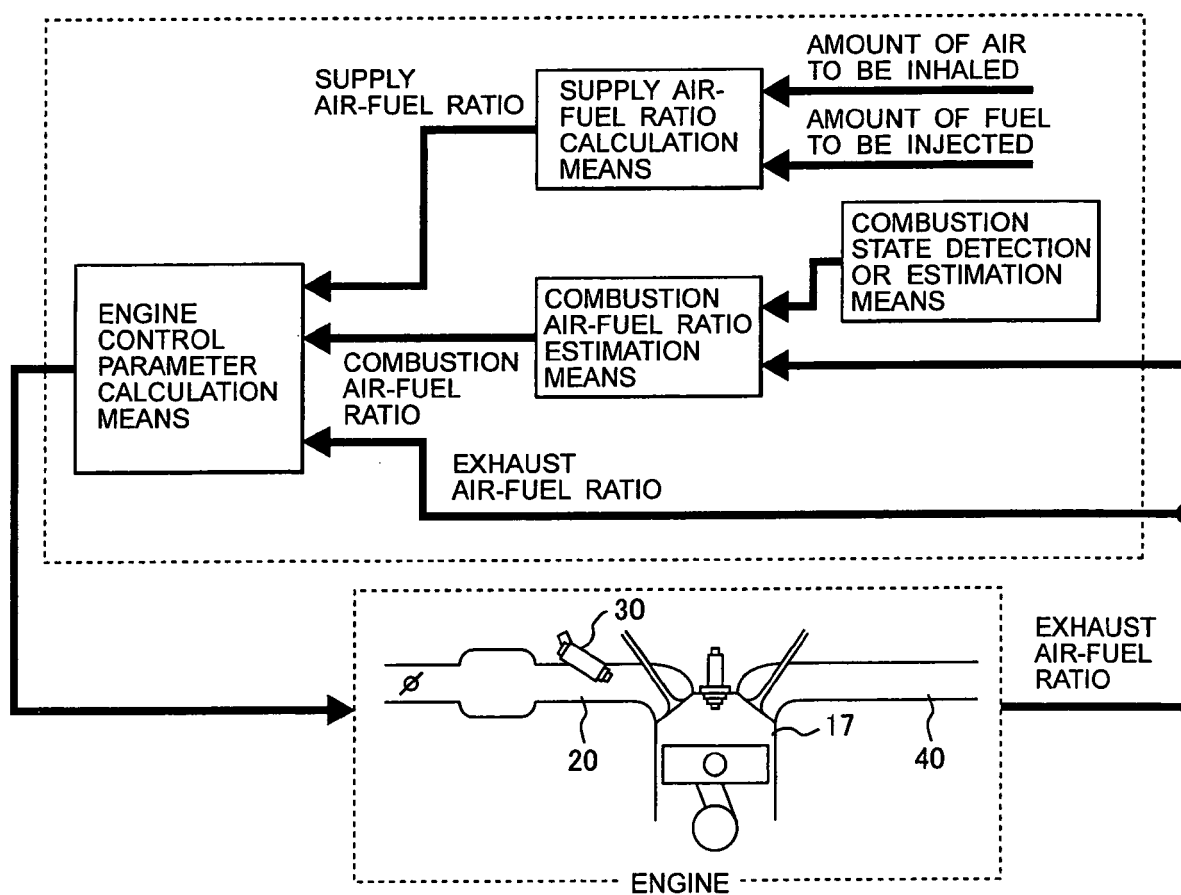 AMOUNT OF AIR
TO BE INHALED
SUPPLY
AIR-FUEL RATIO
SUPPLY AIR-
FUEL RATIO
CALCULATION
MEANS
AMOUNT OF FUEL
TO BE INJECTED
COMBUSTION
STATE DETECTION
OR ESTIMATION
MEANS
ENGINE
CONTROL
PARAMETER
CALCULATION
MEANS
COMBUSTION
AIR-FUEL RATIO
ESTIMATION
MEANS
COMBUSTION
AIR-FUEL
RATIO
EXHAUST
AIR-FUEL RATIO
30
20
17
40
EXHAUST
AIR-FUEL
RATIO
ENGINE